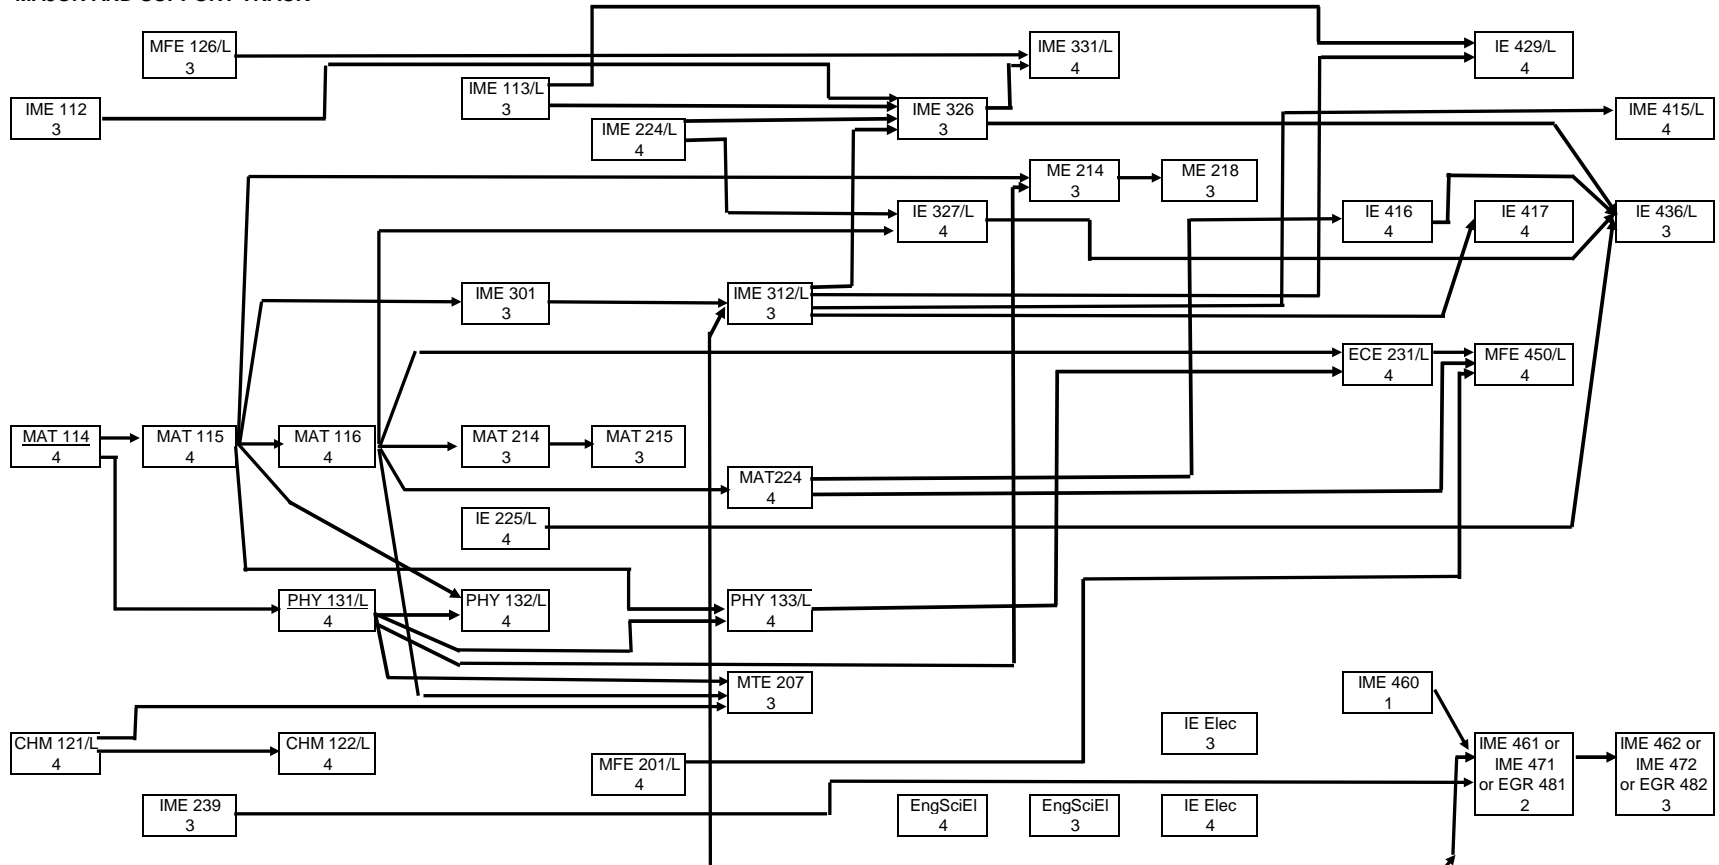 MAJOR AND SUPPORT TRACK
MFE 126/L
3
IME 331/L
4
IE 429/L
4
IME 113/L
3
IME 112
3
IME 326
3
IME 415/L
4
IME 224/L
4
ME 214
3
ME 218
3
IE 327/L
4
IE 416
4
IE 417
4
IE 436/L
3
IME 301
3
IME 312/L
3
ECE 231/L
4
MFE 450/L
4
MAT 114
4
MAT 115
4
MAT 116
4
MAT 214
3
MAT 215
3
MAT224
4
IE 225/L
4
PHY 131/L
4
PHY 132/L
4
PHY 133/L
4
MTE 207
3
IME 460
1
IE Elec
3
CHM 121/L
4
CHM 122/L
4
MFE 201/L
4
IME 461 or
IME 471
or EGR 481
2
IME 462 or
IME 472
or EGR 482
3
IME 239
3
EngSciEl
4
EngSciEl
3
IE Elec
4